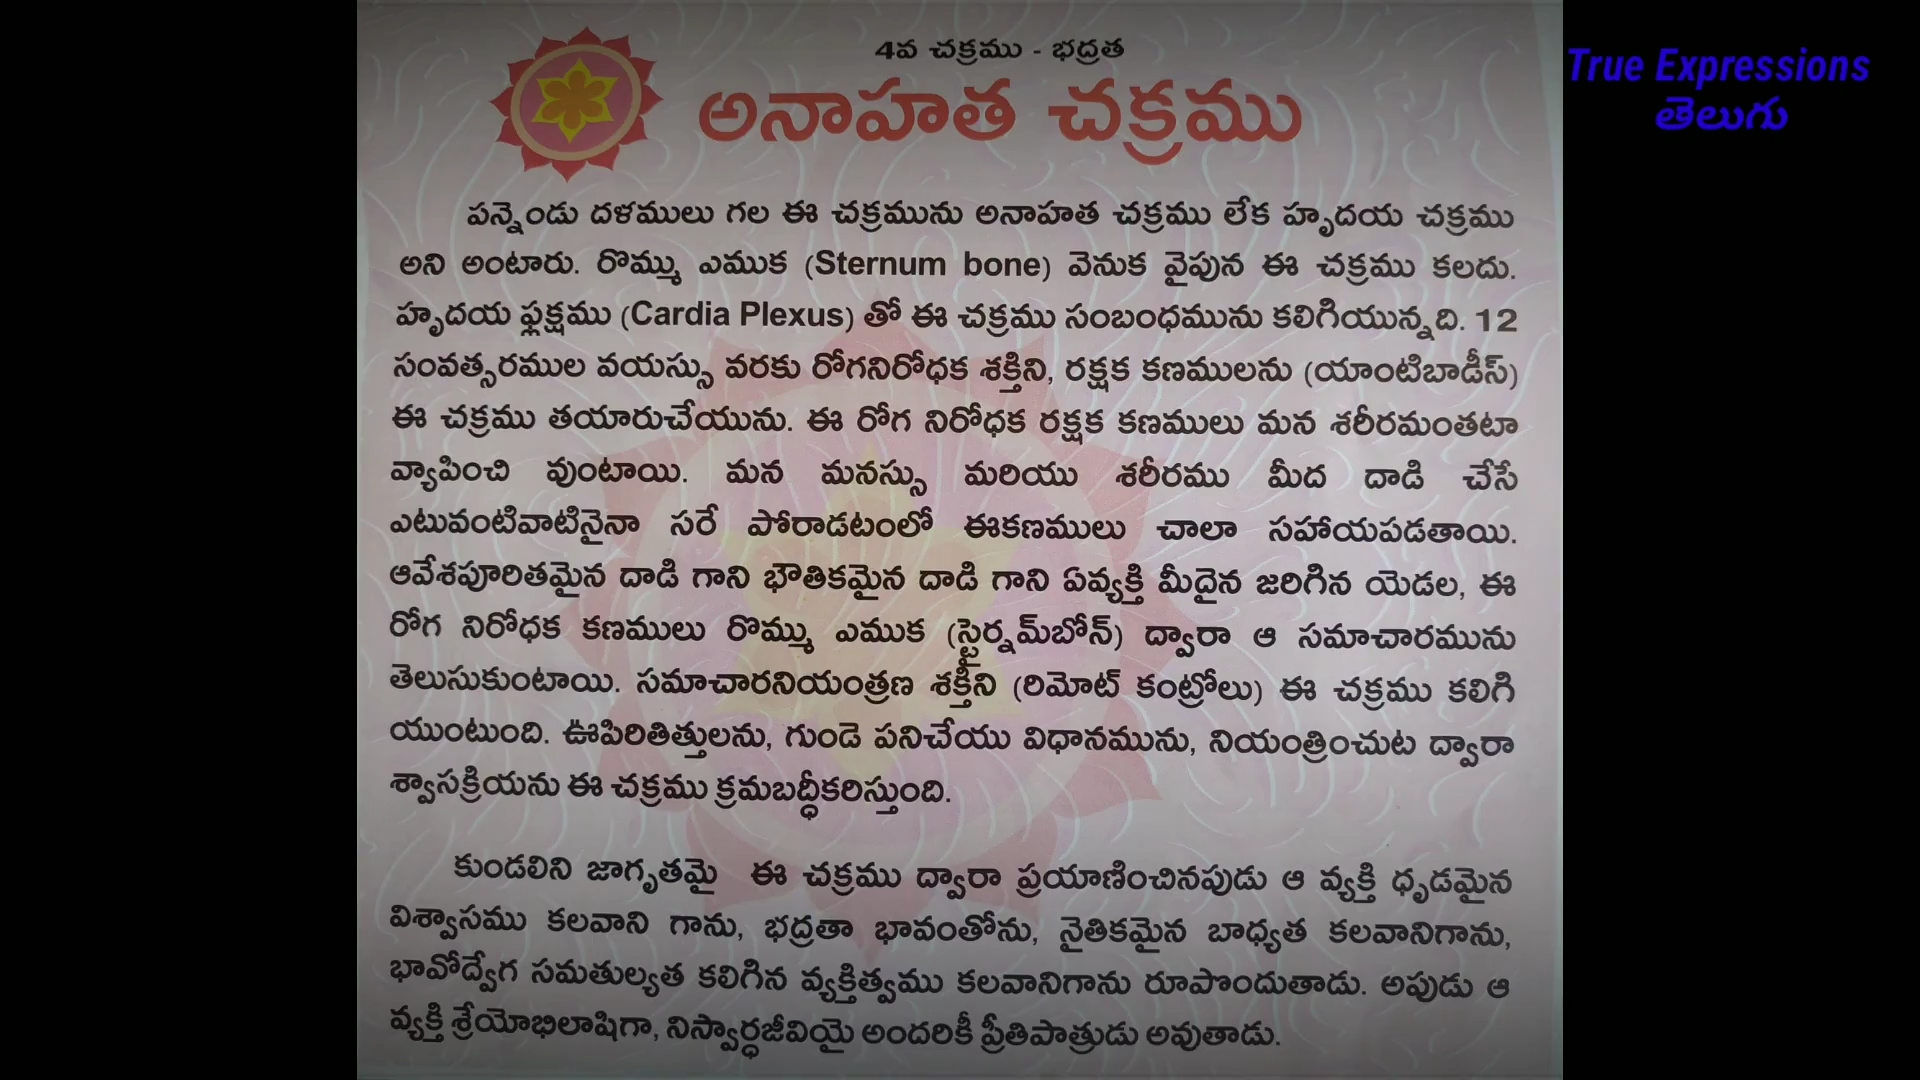 4వ చక్రము - భద్రత
అనాహత చక్రము
True Expressions
తెలుగు
పన్నెండు దళములు గల ఈ చక్రమును అనాహత చక్రము లేక హృదయ చక్రము
అని అంటారు. రొమ్ము ఎముక (Sternum bone) వెనుక వైపున ఈ చక్రము కలదు.
హృదయ ఫ్లక్షము (Cardia Plexus) తో ఈ చక్రము సంబంధమును కలిగియున్నది. 12
సంవత్సరముల వయస్సు వరకు రోగనిరోధక శక్తిని, రక్షక కణములను (యాంటిబాడీస్)
ఈ చక్రము తయారుచేయును. ఈ రోగ నిరోధక రక్షక కణములు మన శరీరమంతటా
వ్యాపించి వుంటాయి. మన మనస్సు మరియు శరీరము మీద దాడి చేసే
ఎటువంటివాటినైనా సరే పోరాడటంలో ఈకణములు చాలా సహాయపడతాయి.
ఆవేశపూరితమైన దాడి గాని భౌతికమైన దాడి గాని ఏవ్యక్తి మీదైన జరిగిన యెడల, ఈ
రోగ నిరోధక కణములు రొమ్ము ఎముక (స్టైర్నమ్‌బోన్) ద్వారా ఆ సమాచారమును
తెలుసుకుంటాయి. సమాచారనియంత్రణ శక్తిని (రిమోట్ కంట్రోలు) ఈ చక్రము కలిగి
యుంటుంది. ఊపిరితిత్తులను, గుండె పనిచేయు విధానమును, నియంత్రించుట ద్వారా
శ్వాసక్రియను ఈ చక్రము క్రమబద్ధీకరిస్తుంది.
కుండలిని జాగృతమై ఈ చక్రము ద్వారా ప్రయాణించినపుడు ఆ వ్యక్తి ధృడమైన
విశ్వాసము కలవాని గాను, భద్రతా భావంతోను, నైతికమైన బాధ్యత కలవానిగాను,
భావోద్వేగ సమతుల్యత కలిగిన వ్యక్తిత్వము కలవానిగాను రూపొందుతాడు. అపుడు ఆ
వ్యక్తి శ్రేయోభిలాషిగా, నిస్వార్ధజీవియై అందరికీ ప్రీతిపాత్రుడు అవుతాడు.